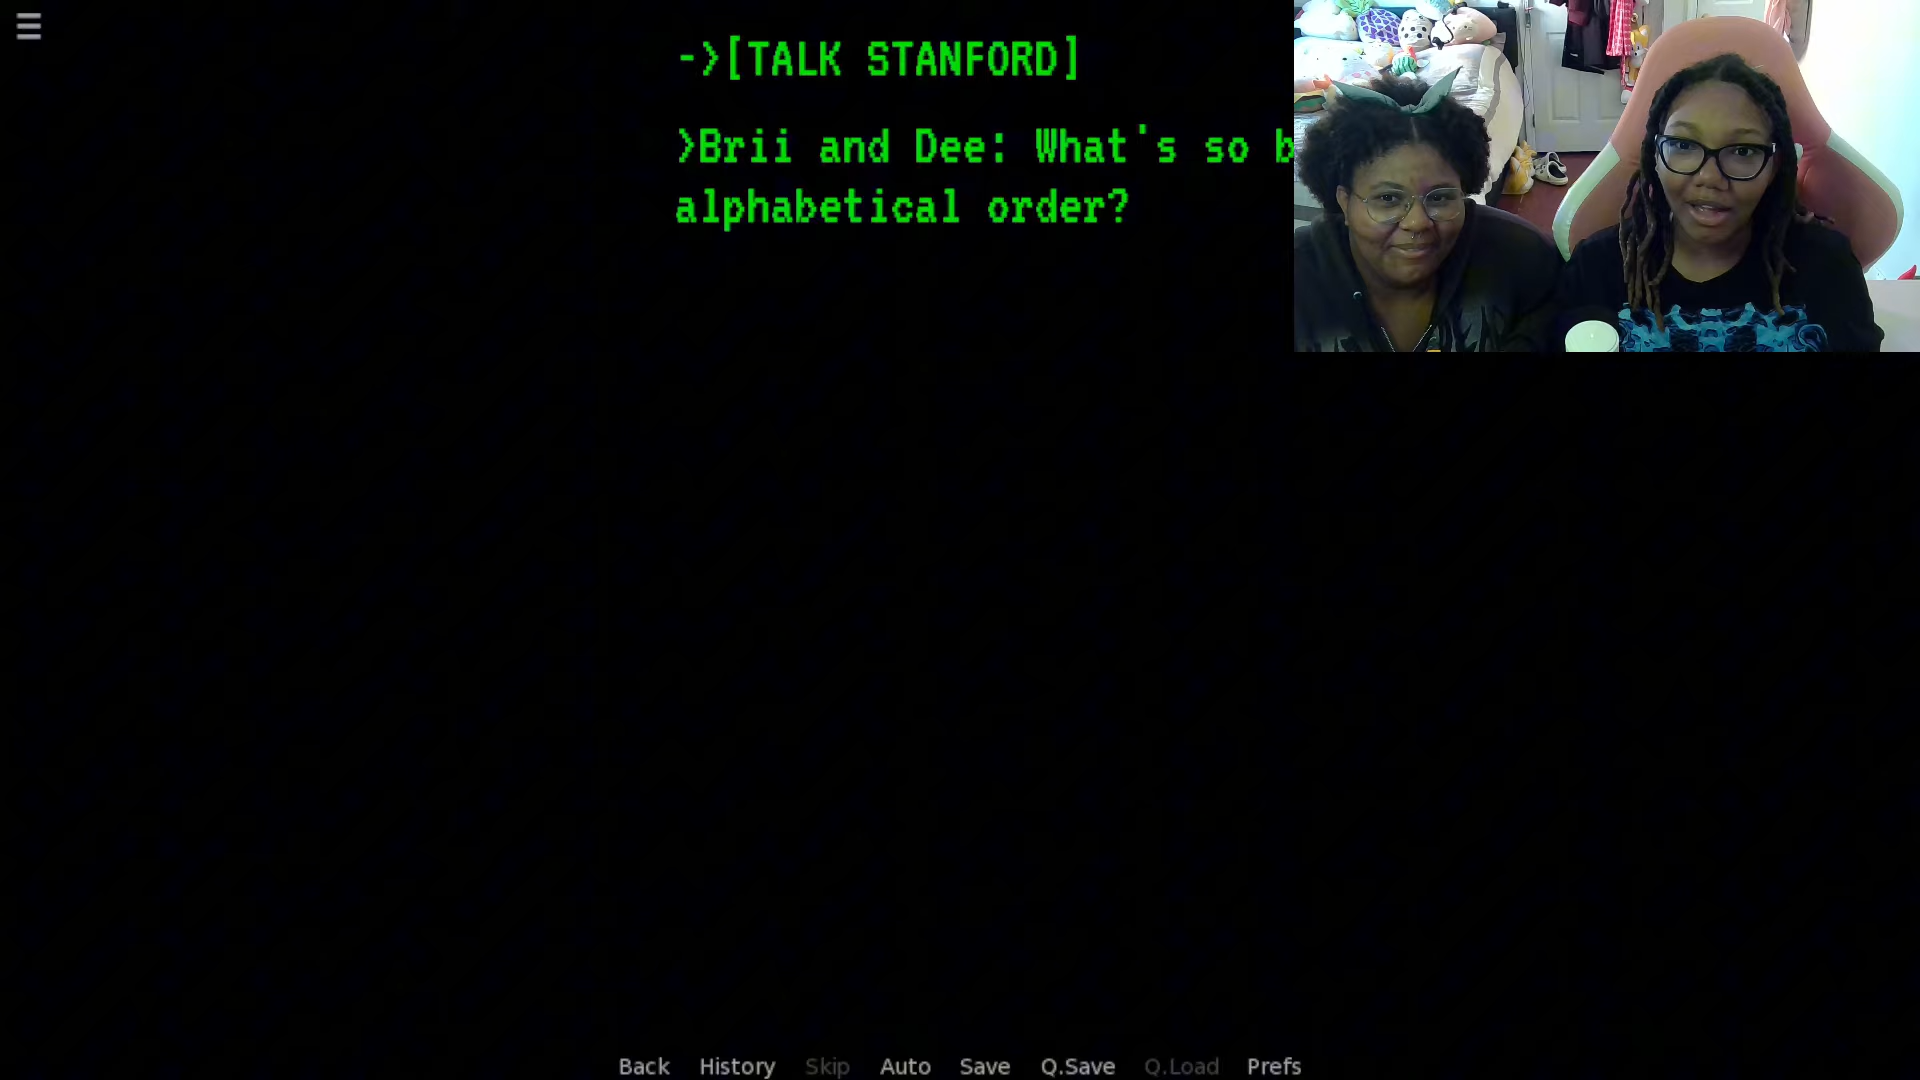 ->[TALK STANFORD]
>Brii and Dee: What's so
alphabetical order?
Back History Skip Auto Save Q.Save Q.Load Prefs